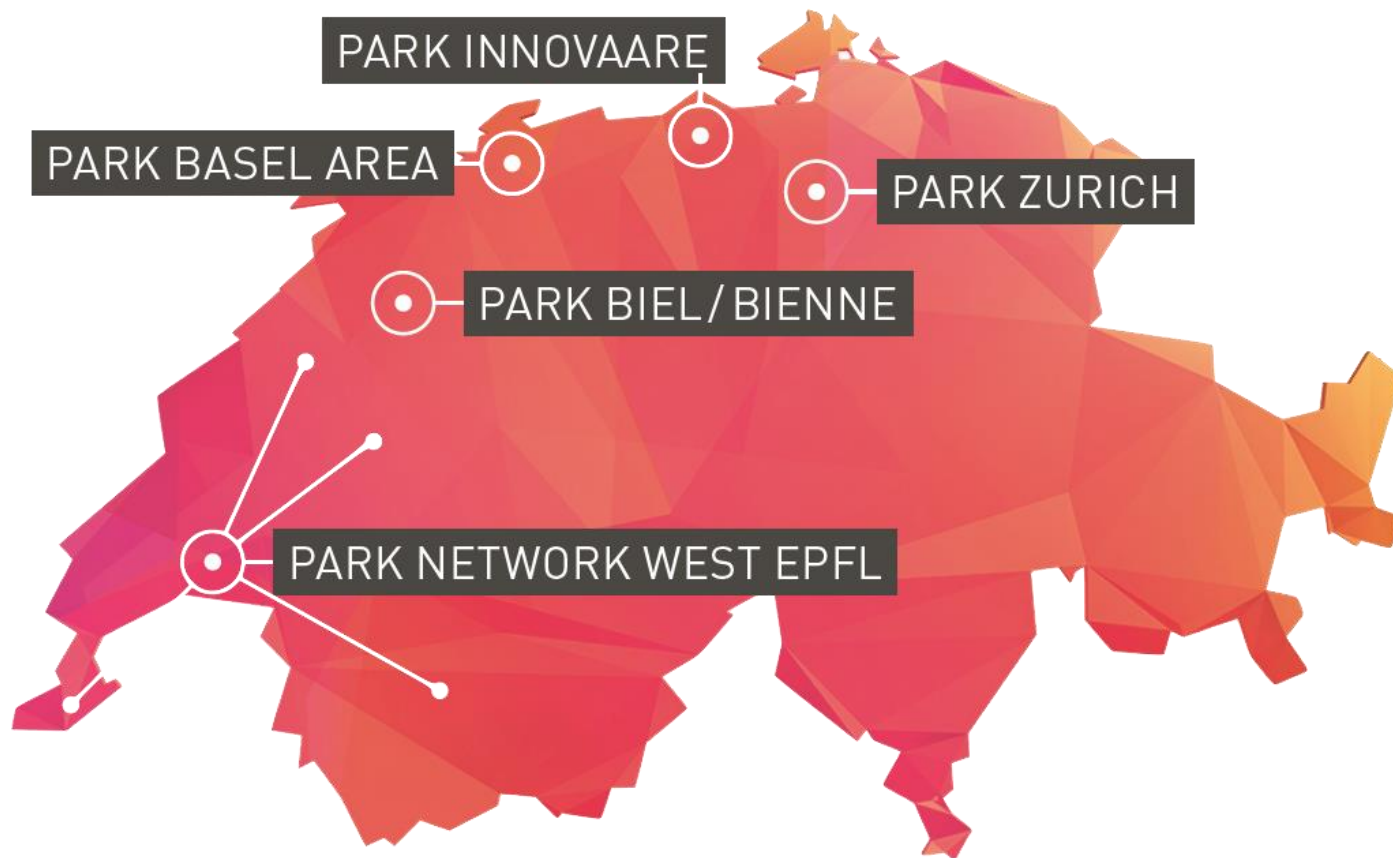 PARK INNOVAARE
PARK BASEL AREA
PARK ZURICH
PARK BIEL/BIENNE
PARK NETWORK WEST EPFL